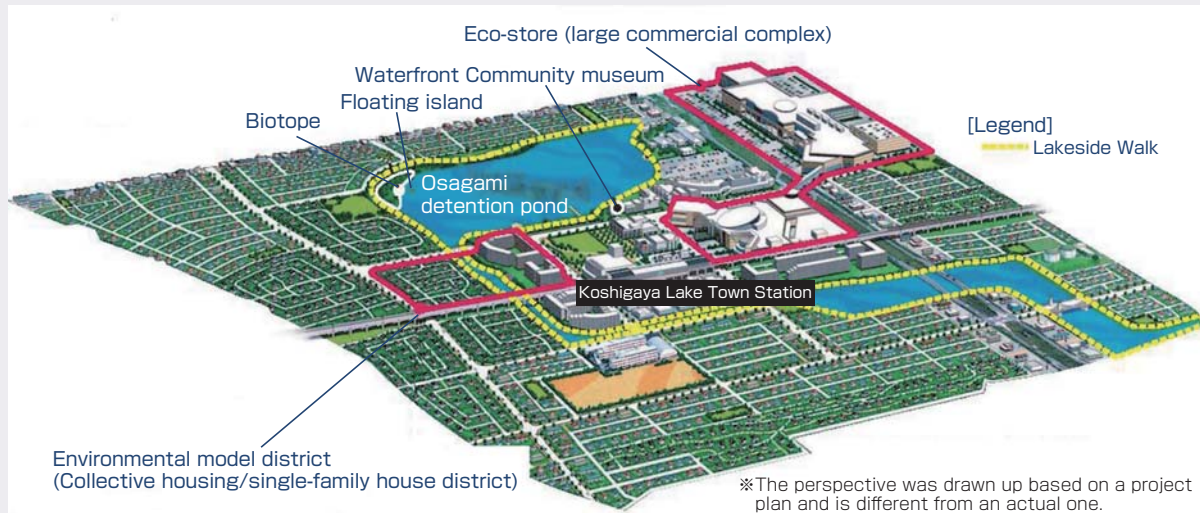 Eco-store (large commercial complex)
Waterfront Community museum
Floating island
Biotope
[Legend]
Lakeside Walk
Osagami
detention pond
Koshigaya Lake Town Station
Environmental model district
(Collective housing/single-family house district)
※The perspective was drawn up based on a project
plan and is different from an actual one.